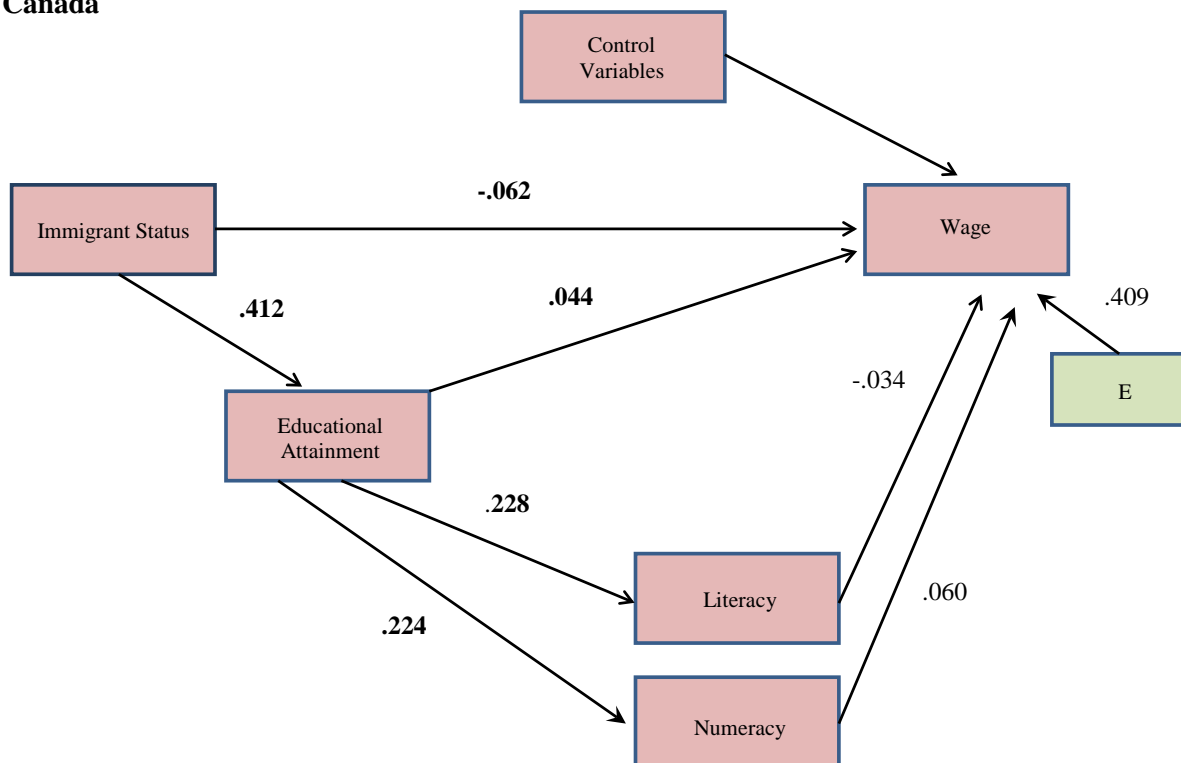 Canada
Control
Variables
-.062
Immigrant Status
Wage
.412
.044
.409
-.034
E
Educational
Attainment
.228
Literacy
.060
.224
Numeracy